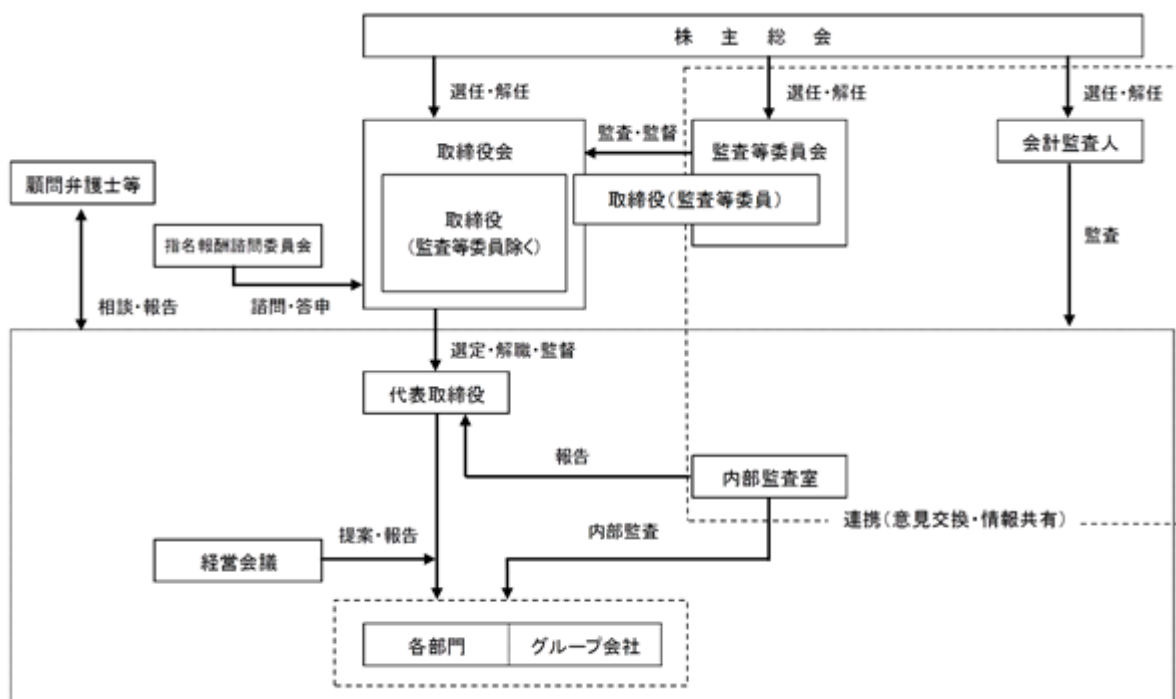 株主総会
選任・解任
選任・解任
選任・解任
取締役会
監査・監督
監査等委員会
会計監査人
顧問弁護士等
取締役
(監査等委員除く)
取締役(監査等委員)
指名報酬諮問委員会
監査
相談・報告
諮問・答申
選定・解職・監督
代表取締役
報告
内部監査室
連携(意見交換・情報共有)
提案・報告
内部監査
経営会議
各部門
グループ会社